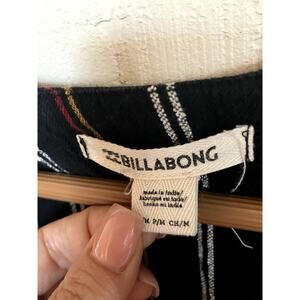 BILLABONG
made in India/
fabriqué en Inde/
hecho en India
M P/M CH/M